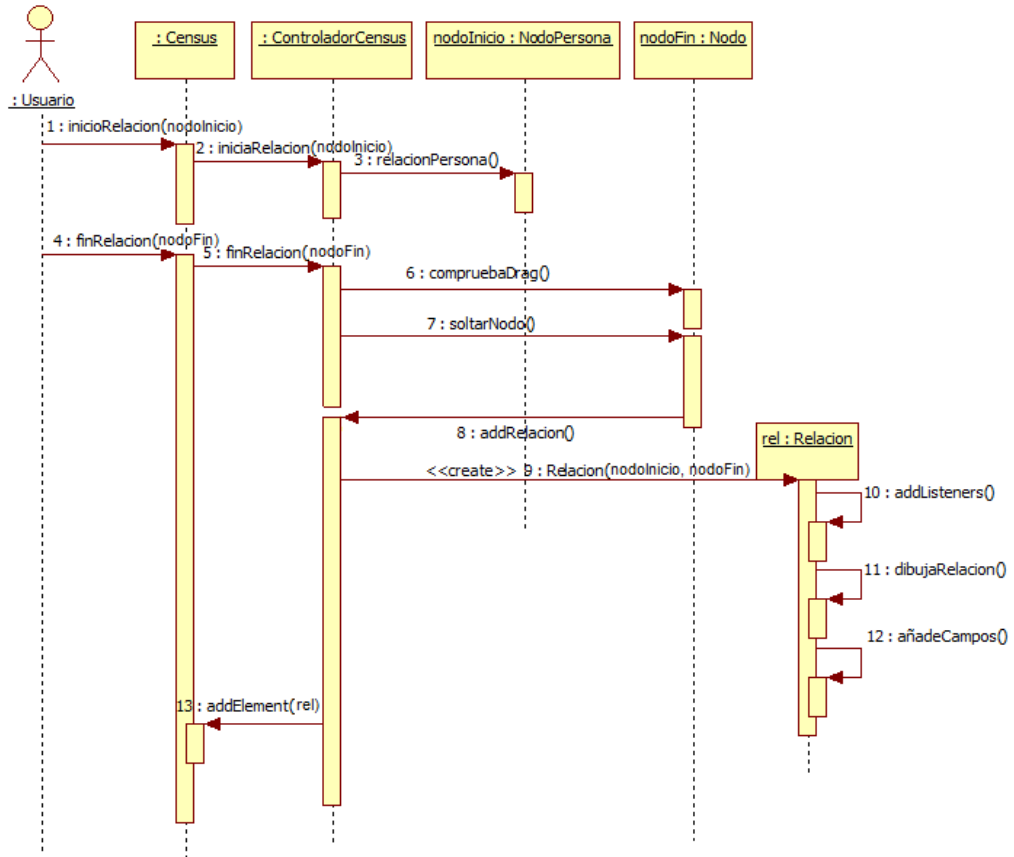 : Census
: ControladorCensus
nodoInicio : NodoPersona
nodoFin : Nodo
: Usuario
1 : inicioRelacion(nodoInicio)
2 : iniciaRelacion(nodoInicio)
3 : relacionPersona()
4 : finRelacion(nodoFin)
5 : finRelacion(nodoFin)
6 : compruebaDrag()
7 : soltarNodo()
8 : addRelacion()
rel : Relacion
<<create>> 9 : Relacion(nodoInicio, nodoFin)
10 : addListeners()
11 : dibujaRelacion()
12 : añadeCampos()
13 : addElement(rel)